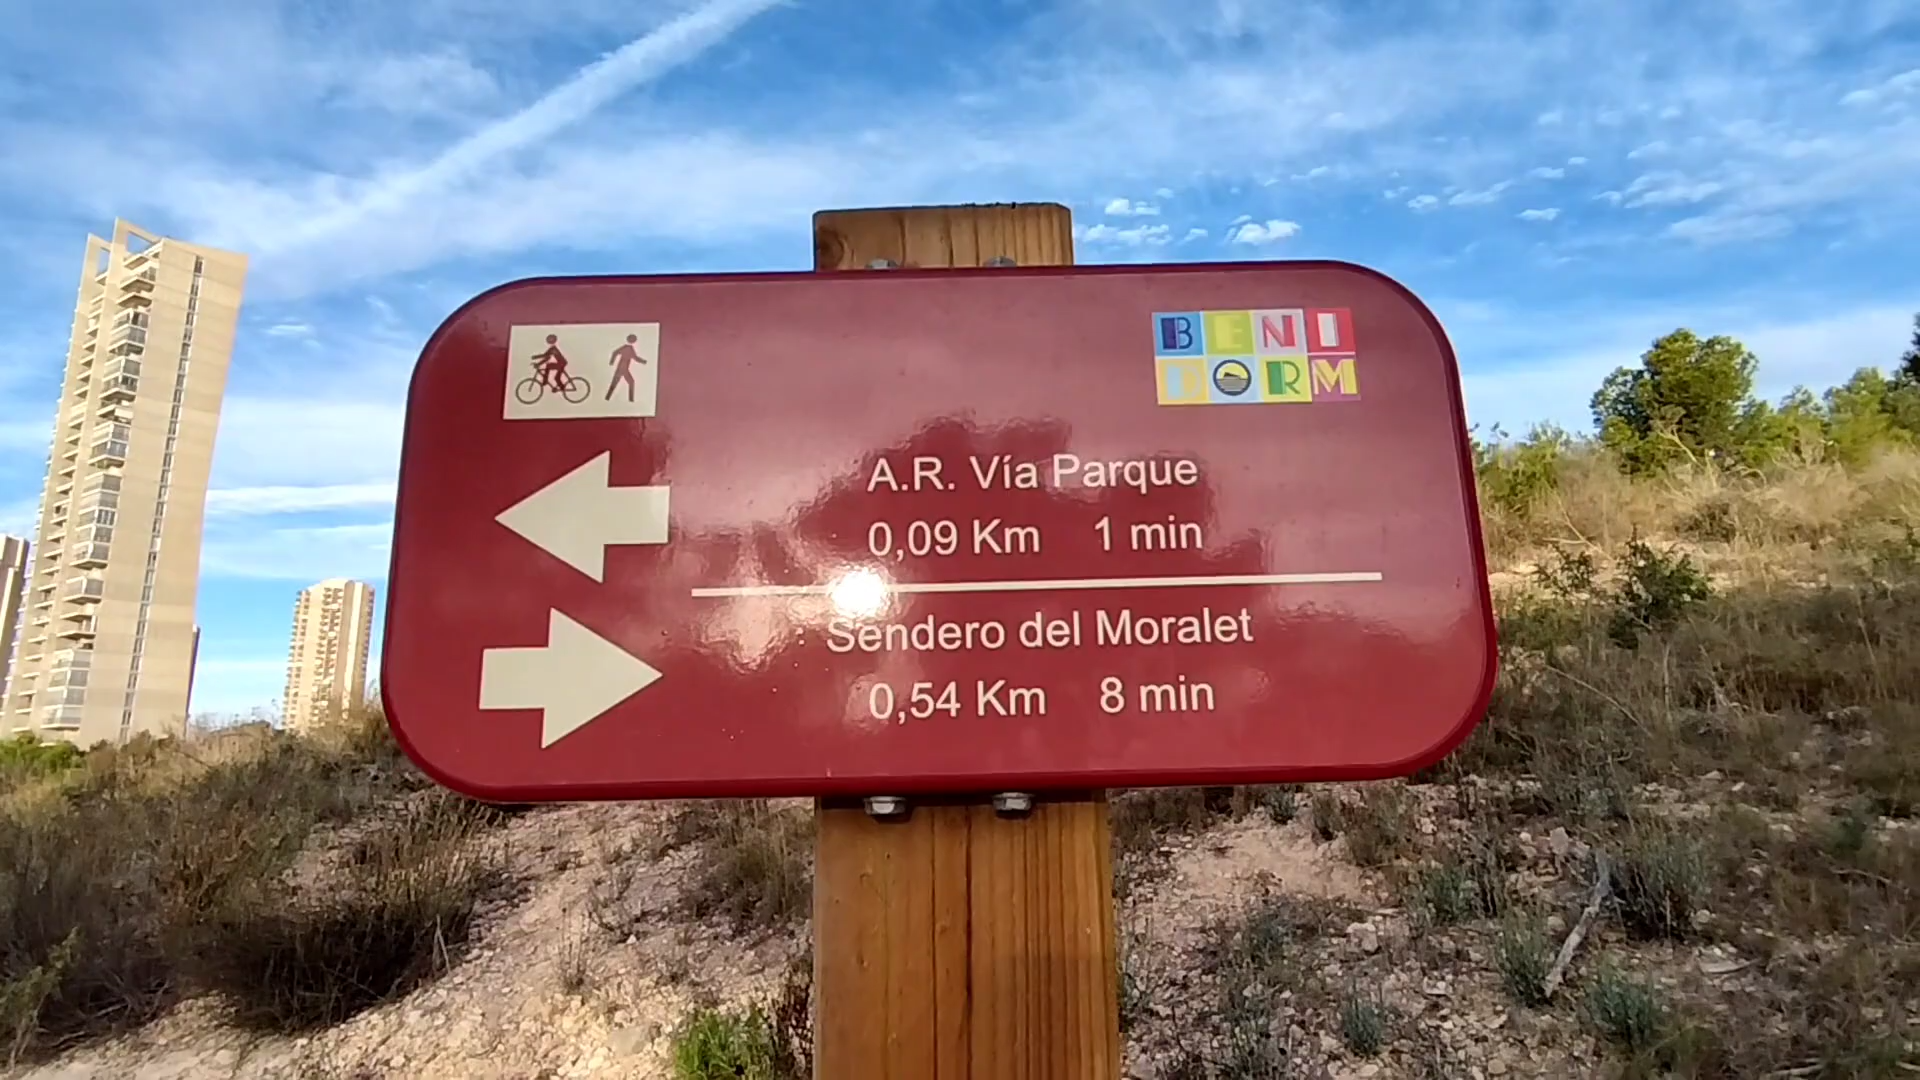 BENI
DORM
A.R. Vía Parque
0,09 Km 1 min
Sendero del Moralet
0,54 Km 8 min